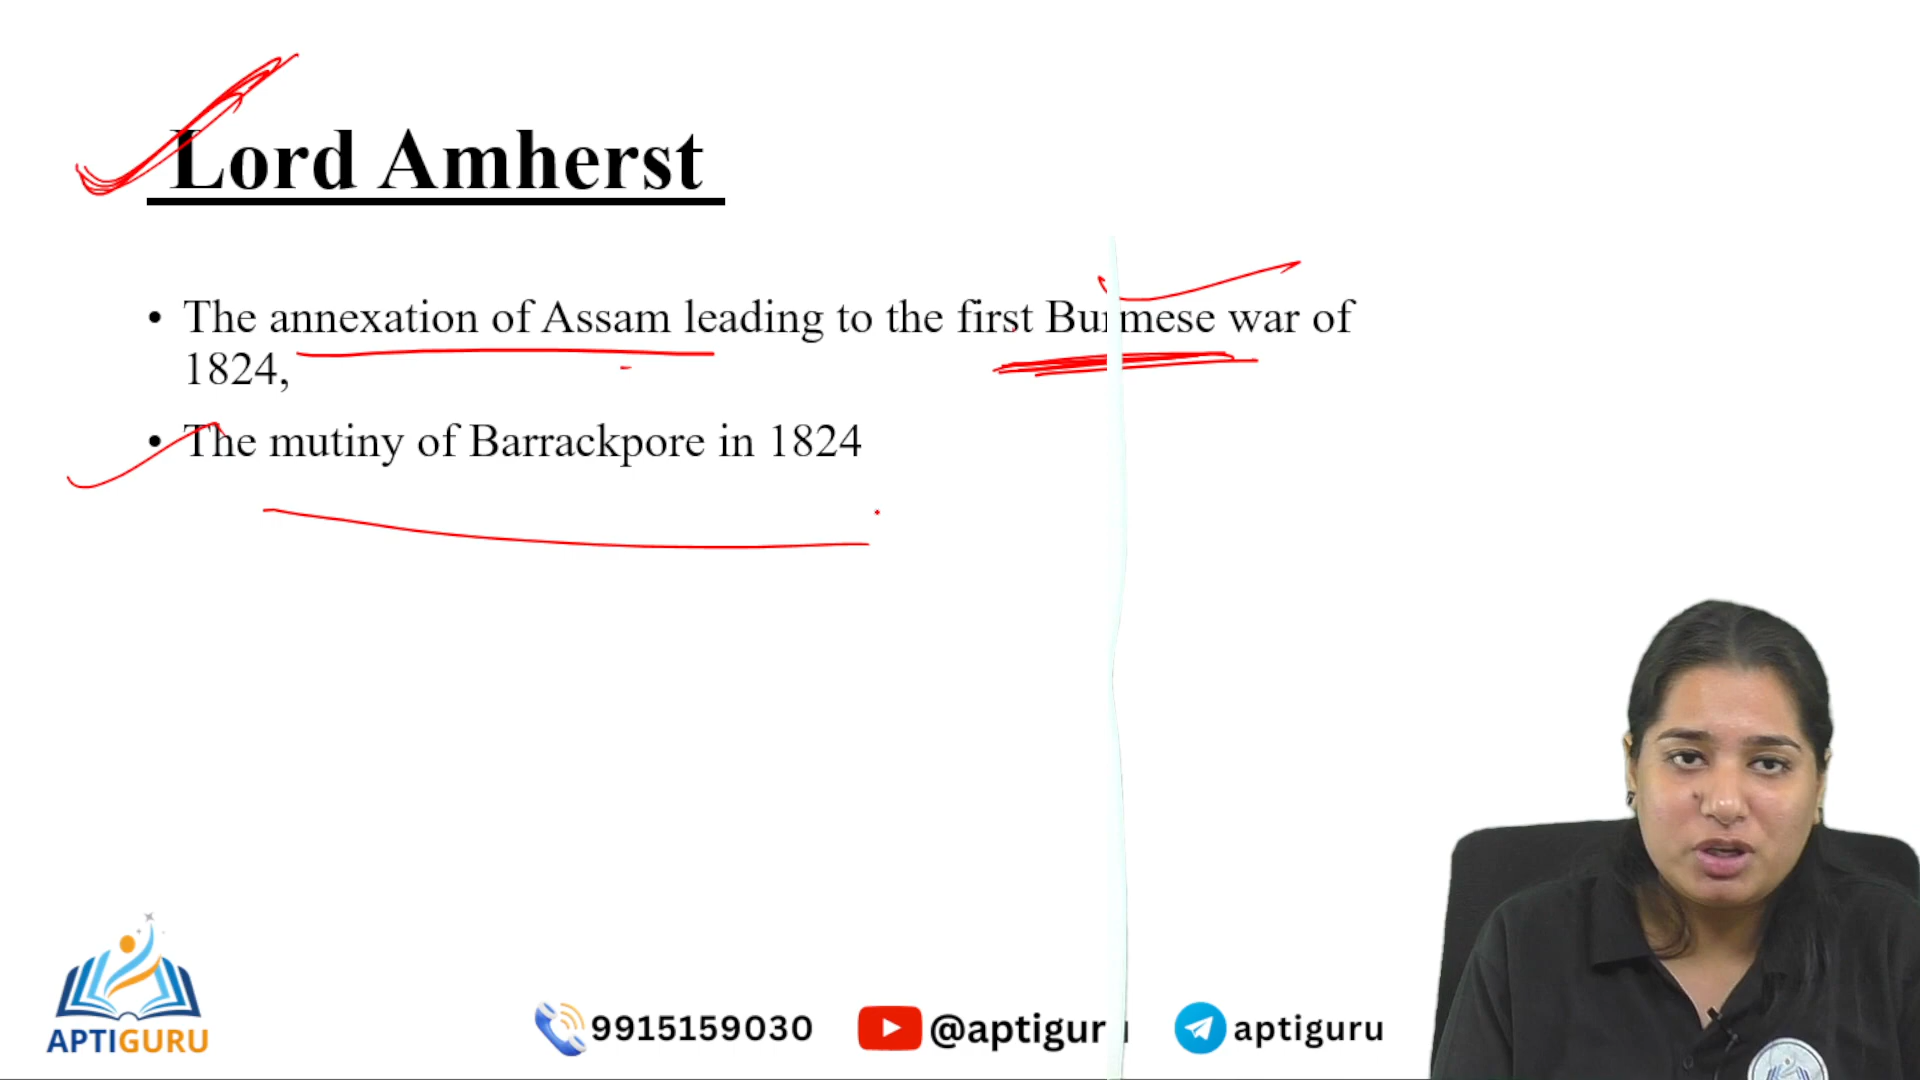 Lord Amherst
• The annexation of Assam leading to the first Burmese war of
1824,
• The mutiny of Barrackpore in 1824
APTIGURU
9915159030
@aptigur
aptiguru